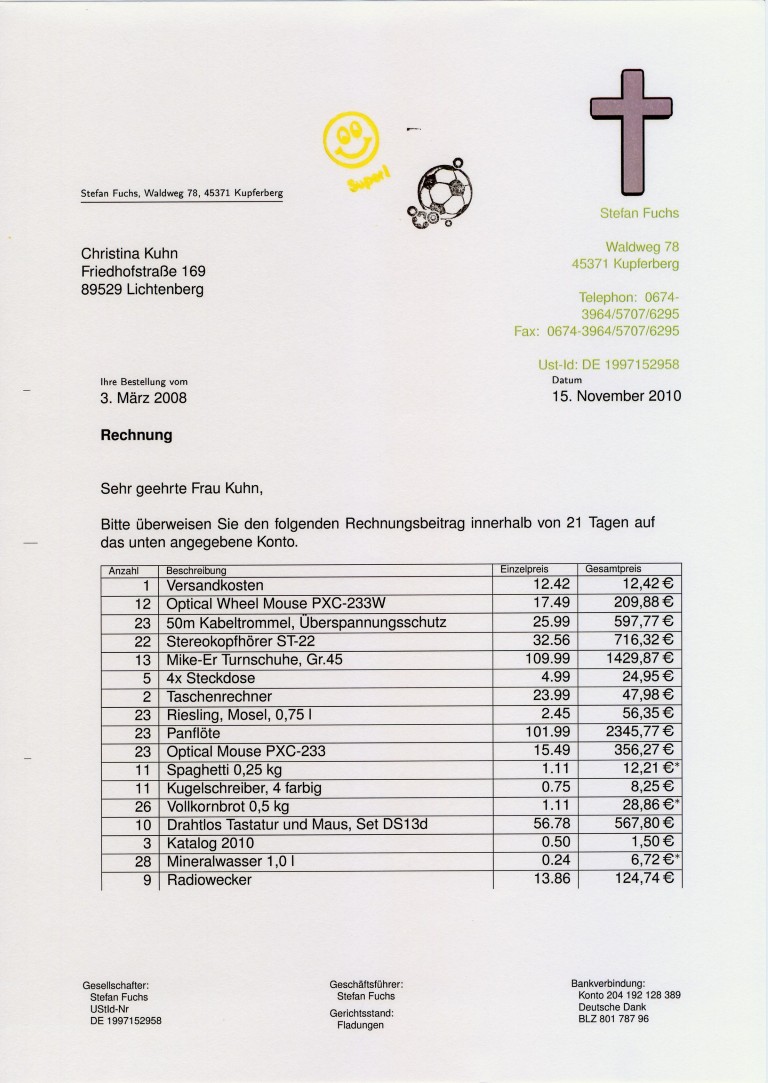 Super!
Stefan Fuchs, Waldweg 78, 45371 Kupferberg
Stefan Fuchs
Waldweg 78
45371 Kupferberg
Telephon: 0674-
3964/5707/6295
Fax: 0674-3964/5707/6295
Ust-Id: DE 1997152958
Christina Kuhn
Friedhofstraße 169
89529 Lichtenberg
Ihre Bestellung vom
3. März 2008
Datum
15. November 2010
Rechnung
Sehr geehrte Frau Kuhn,
Bitte überweisen Sie den folgenden Rechnungsbeitrag innerhalb von 21 Tagen auf
das unten angegebene Konto.
Anzahl Beschreibung Einzelpreis Gesamtpreis
1 Versandkosten 12.42 12,42 €
12 Optical Wheel Mouse PXC-233W 17.49 209,88 €
23 50m Kabeltrommel, Überspannungsschutz 25.99 597,77 €
22 Stereokopfhörer ST-22 32.56 716,32 €
13 Mike-Er Turnschuhe, Gr.45 109.99 1429,87 €
5 4x Steckdose 4.99 24,95 €
2 Taschenrechner 23.99 47,98 €
23 Riesling, Mosel, 0,75 l 2.45 56,35 €
23 Panflöte 101.99 2345,77 €
23 Optical Mouse PXC-233 15.49 356,27 €
11 Spaghetti 0,25 kg 1.11 12,21 €*
11 Kugelschreiber, 4 farbig 0.75 8,25 €
26 Vollkornbrot 0,5 kg 1.11 28,86 €*
10 Drahtlos Tastatur und Maus, Set DS13d 56.78 567,80 €
3 Katalog 2010 0.50 1,50 €
28 Mineralwasser 1,0 l 0.24 6,72 €*
9 Radiowecker 13.86 124,74 €
Gesellschafter:
Stefan Fuchs
UStId-Nr
DE 1997152958
Geschäftsführer:
Stefan Fuchs
Gerichtsstand:
Fladungen
Bankverbindung:
Konto 204 192 128 389
Deutsche Dank
BLZ 801 787 96